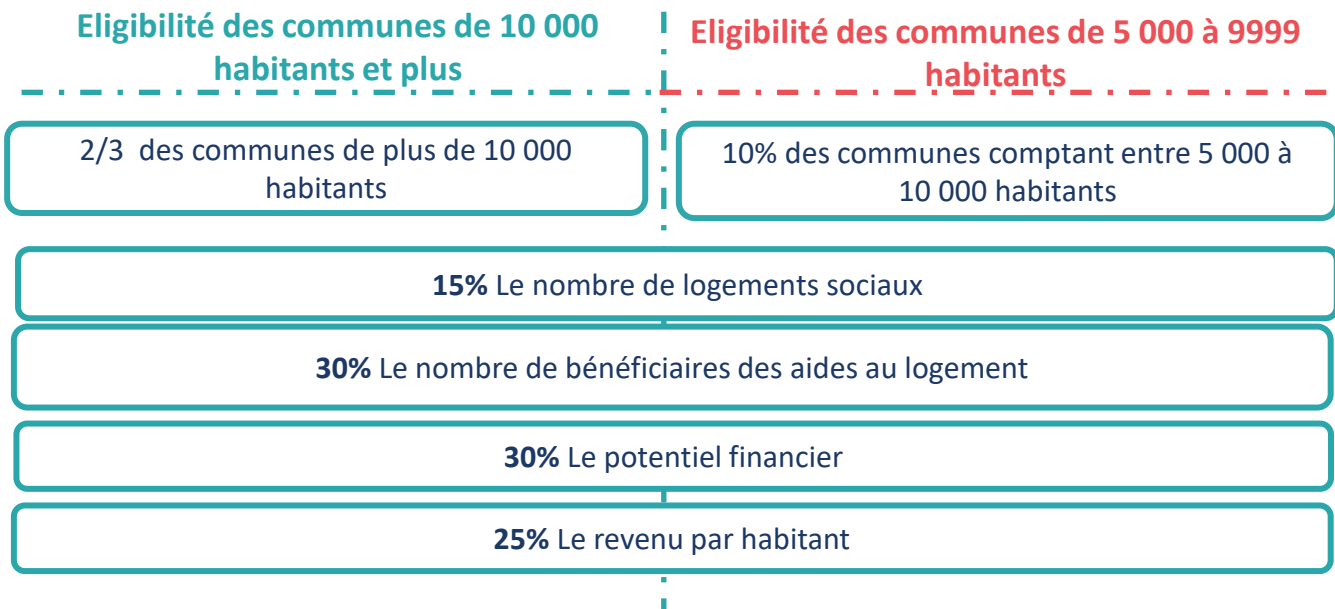 Eligibilité des communes de 10 000
habitants et plus
Eligibilité des communes de 5 000 à 9999
habitants
2/3 des communes de plus de 10 000
habitants
10% des communes comptant entre 5 000 à
10 000 habitants
15% Le nombre de logements sociaux
30% Le nombre de bénéficiaires des aides au logement
30% Le potentiel financier
25% Le revenu par habitant